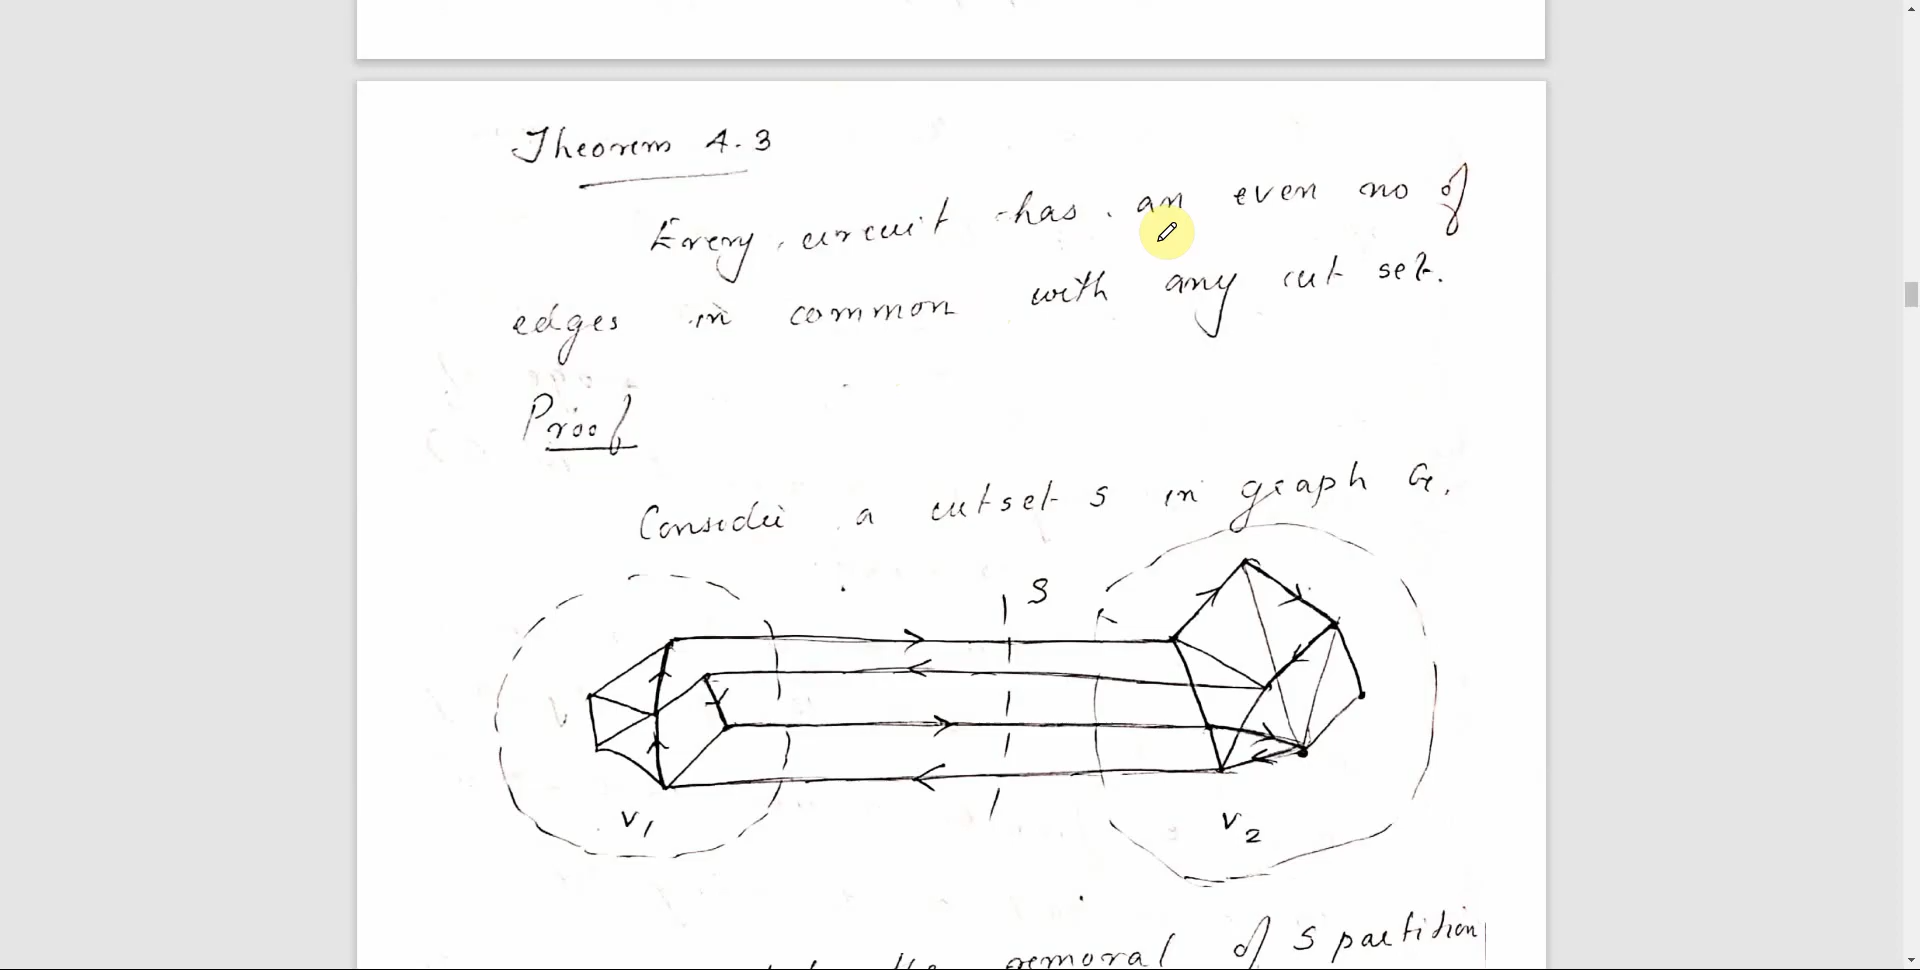 Theorem 4.3
Every circuit has an even no of
edges in common with any cut set.
Proof
Consider a cutset S in graph G.
S
V1
V2
removal of S partition